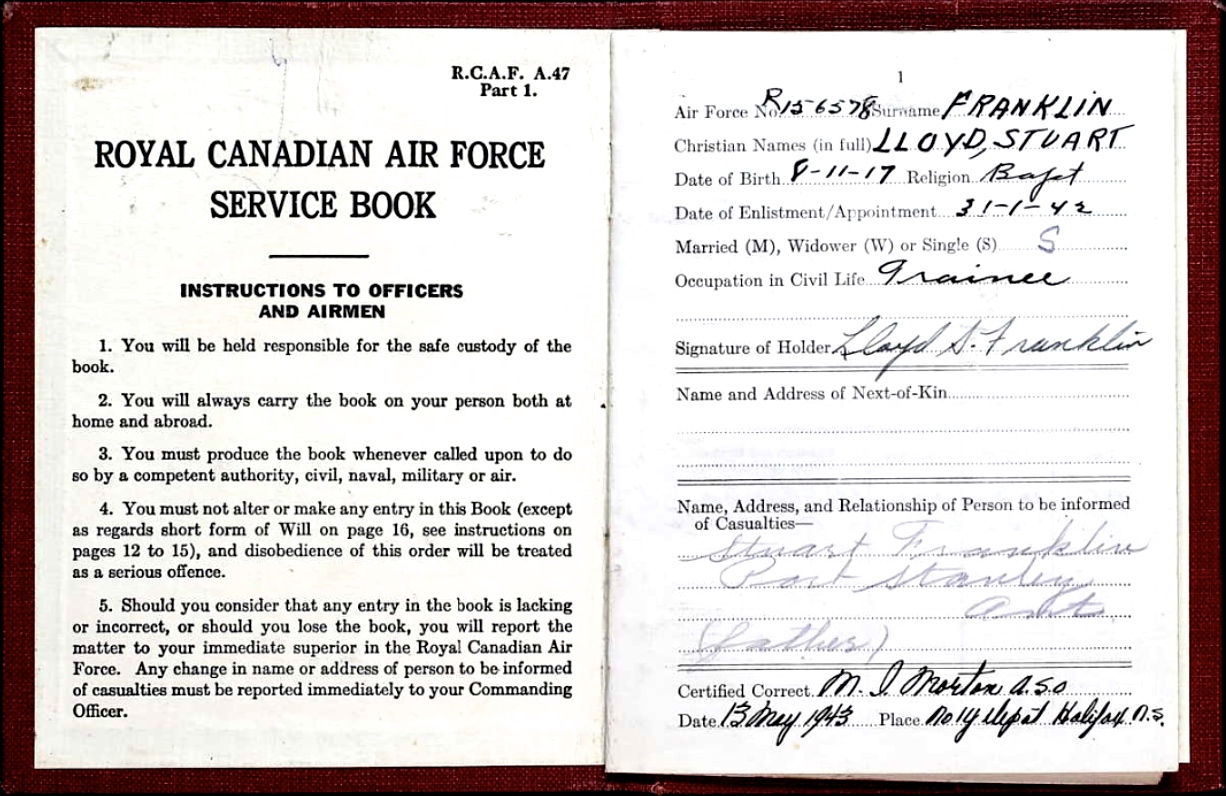 R.C.A.F. A.47
Part 1.
ROYAL CANADIAN AIR FORCE
SERVICE BOOK
INSTRUCTIONS TO OFFICERS
AND AIRMEN
1. You will be held responsible for the safe custody of the
book.
2. You will always carry the book on your person both at
home and abroad.
3. You must produce the book whenever called upon to do
so by a competent authority, civil, naval, military or air.
4. You must not alter or make any entry in this Book (except
as regards short form of Will on page 16, see instructions on
pages 12 to 15), and disobedience of this order will be treated
as a serious offence.
5. Should you consider that any entry in the book is lacking
or incorrect, or should you lose the book, you will report the
matter to your immediate superior in the Royal Canadian Air
Force. Any change in name or address of person to be informed
of casualties must be reported immediately to your Commanding
Officer.
1
Air Force No. R156578 Surname FRANKLIN
Christian Names (in full) LLOYD, STUART
Date of Birth 8-11-17 Religion Bapt
Date of Enlistment/Appointment 31-1-42
Married (M), Widower (W) or Single (S) S
Occupation in Civil Life Trainee
Signature of Holder Lloyd S. Franklin
Name and Address of Next-of-Kin
Name, Address, and Relationship of Person to be informed
of Casualties—
Stuart Franklin
Port Stanley
Ont.
(father)
Certified Correct M. I Morton A.S.O
Date 13 May 1943 Place No 1 Y depot Halifax N.S.